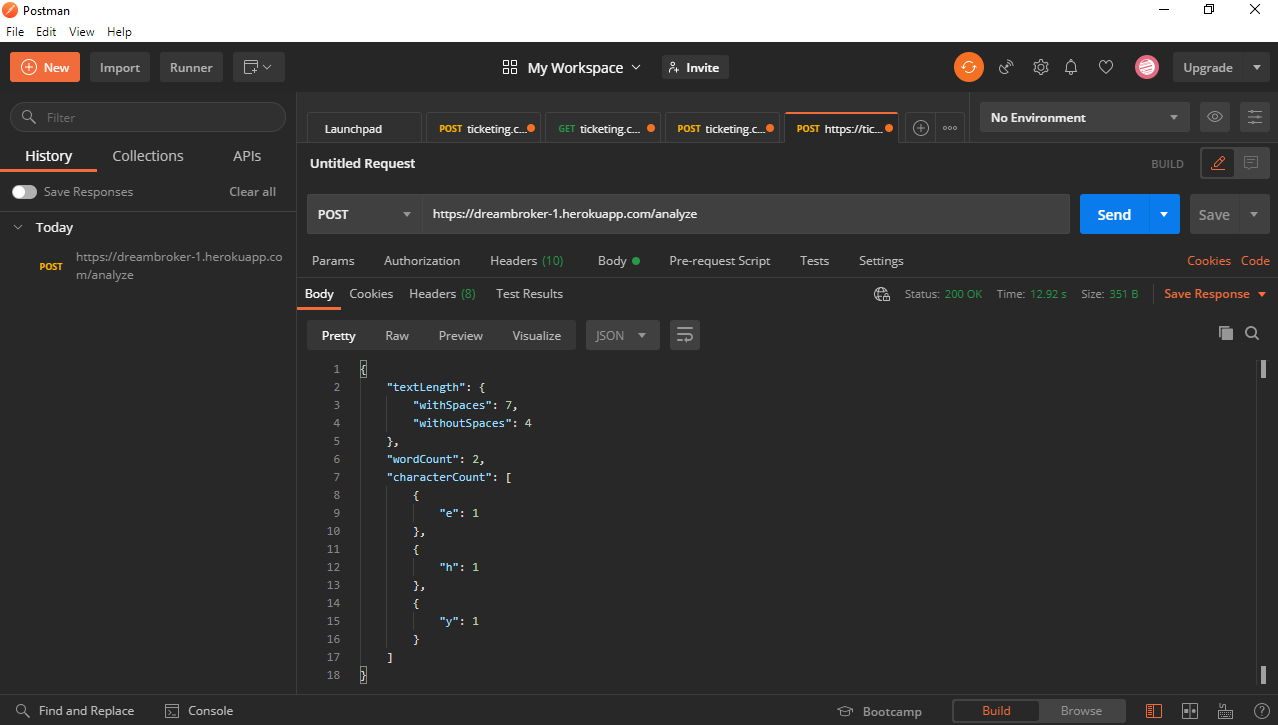 Postman
File Edit View Help
New Import Runner My Workspace Invite Upgrade
Filter
Launchpad POST ticketing.c... GET ticketing.c... POST ticketing.c... POST https://tic... No Environment
History Collections APIs
Untitled Request BUILD
Save Responses Clear all
POST https://dreambroker-1.herokuapp.com/analyze Send Save
Today
POST https://dreambroker-1.herokuapp.co
m/analyze
Params Authorization Headers (10) Body Pre-request Script Tests Settings Cookies Code
Body Cookies Headers (8) Test Results Status: 200 OK Time: 12.92 s Size: 351 B Save Response
Pretty Raw Preview Visualize JSON
1 {
2 "textLength": {
3 "withSpaces": 7,
4 "withoutSpaces": 4
5 },
6 "wordCount": 2,
7 "characterCount": [
8 {
9 "e": 1
10 },
11 {
12 "h": 1
13 },
14 {
15 "y": 1
16 }
17 ]
18 }
Find and Replace Console Bootcamp Build Browse